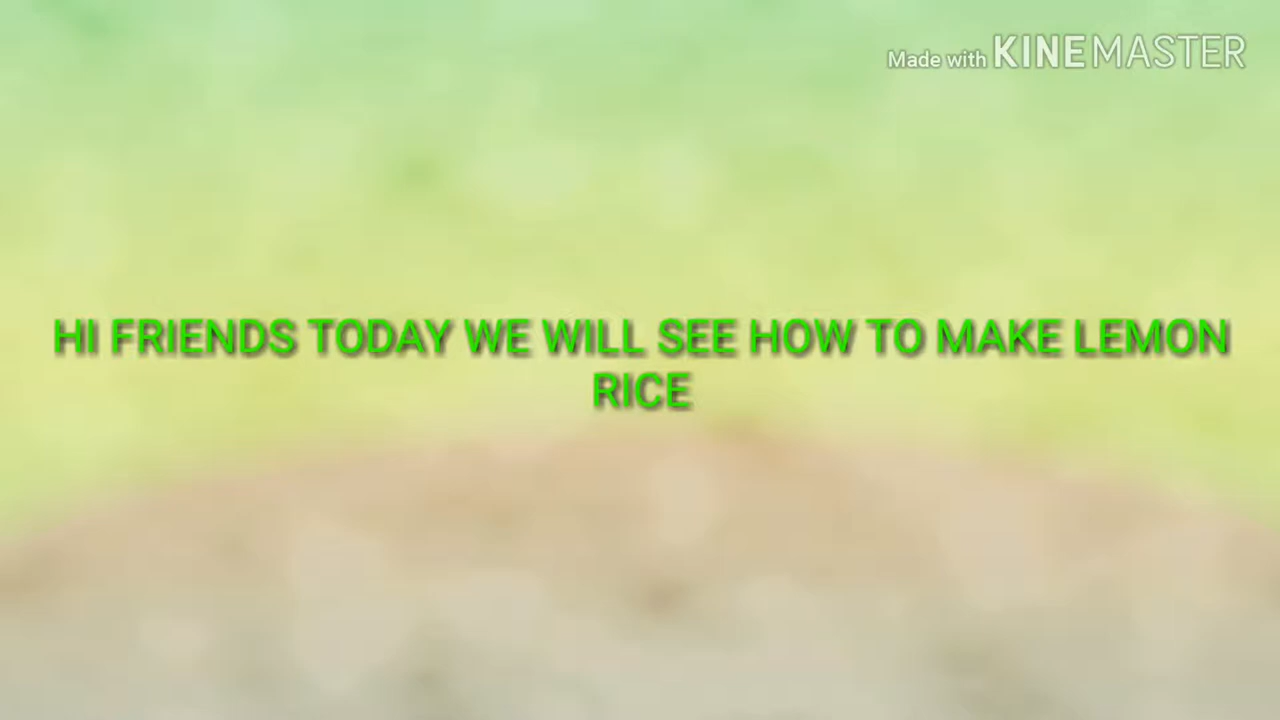 Made with KINEMASTER
HI FRIENDS TODAY WE WILL SEE HOW TO MAKE LEMON
RICE